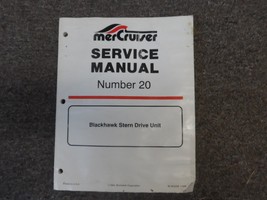 merCruiser
SERVICE
MANUAL
Number 20
Blackhawk Stern Drive Unit